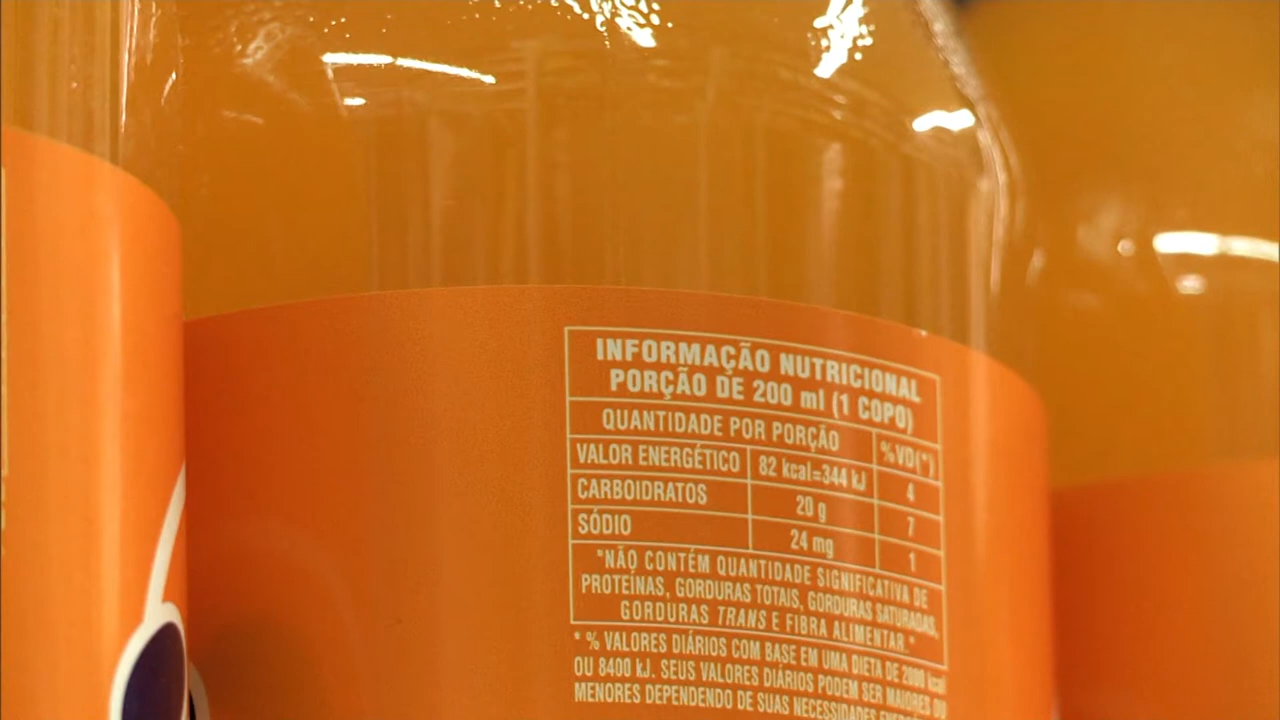 INFORMAÇÃO NUTRICIONAL
PORÇÃO DE 200 ml (1 COPO)
QUANTIDADE POR PORÇÃO %VD(*)
VALOR ENERGÉTICO 82 kcal=344 kJ 4
CARBOIDRATOS 20 g 7
SÓDIO 24 mg 1
"NÃO CONTÉM QUANTIDADE SIGNIFICATIVA DE
PROTEÍNAS, GORDURAS TOTAIS, GORDURAS SATURADAS,
GORDURAS TRANS E FIBRA ALIMENTAR."
* % VALORES DIÁRIOS COM BASE EM UMA DIETA DE 2000 kcal
OU 8400 kJ. SEUS VALORES DIÁRIOS PODEM SER MAIORES OU
MENORES DEPENDENDO DE SUAS NECESSIDADES